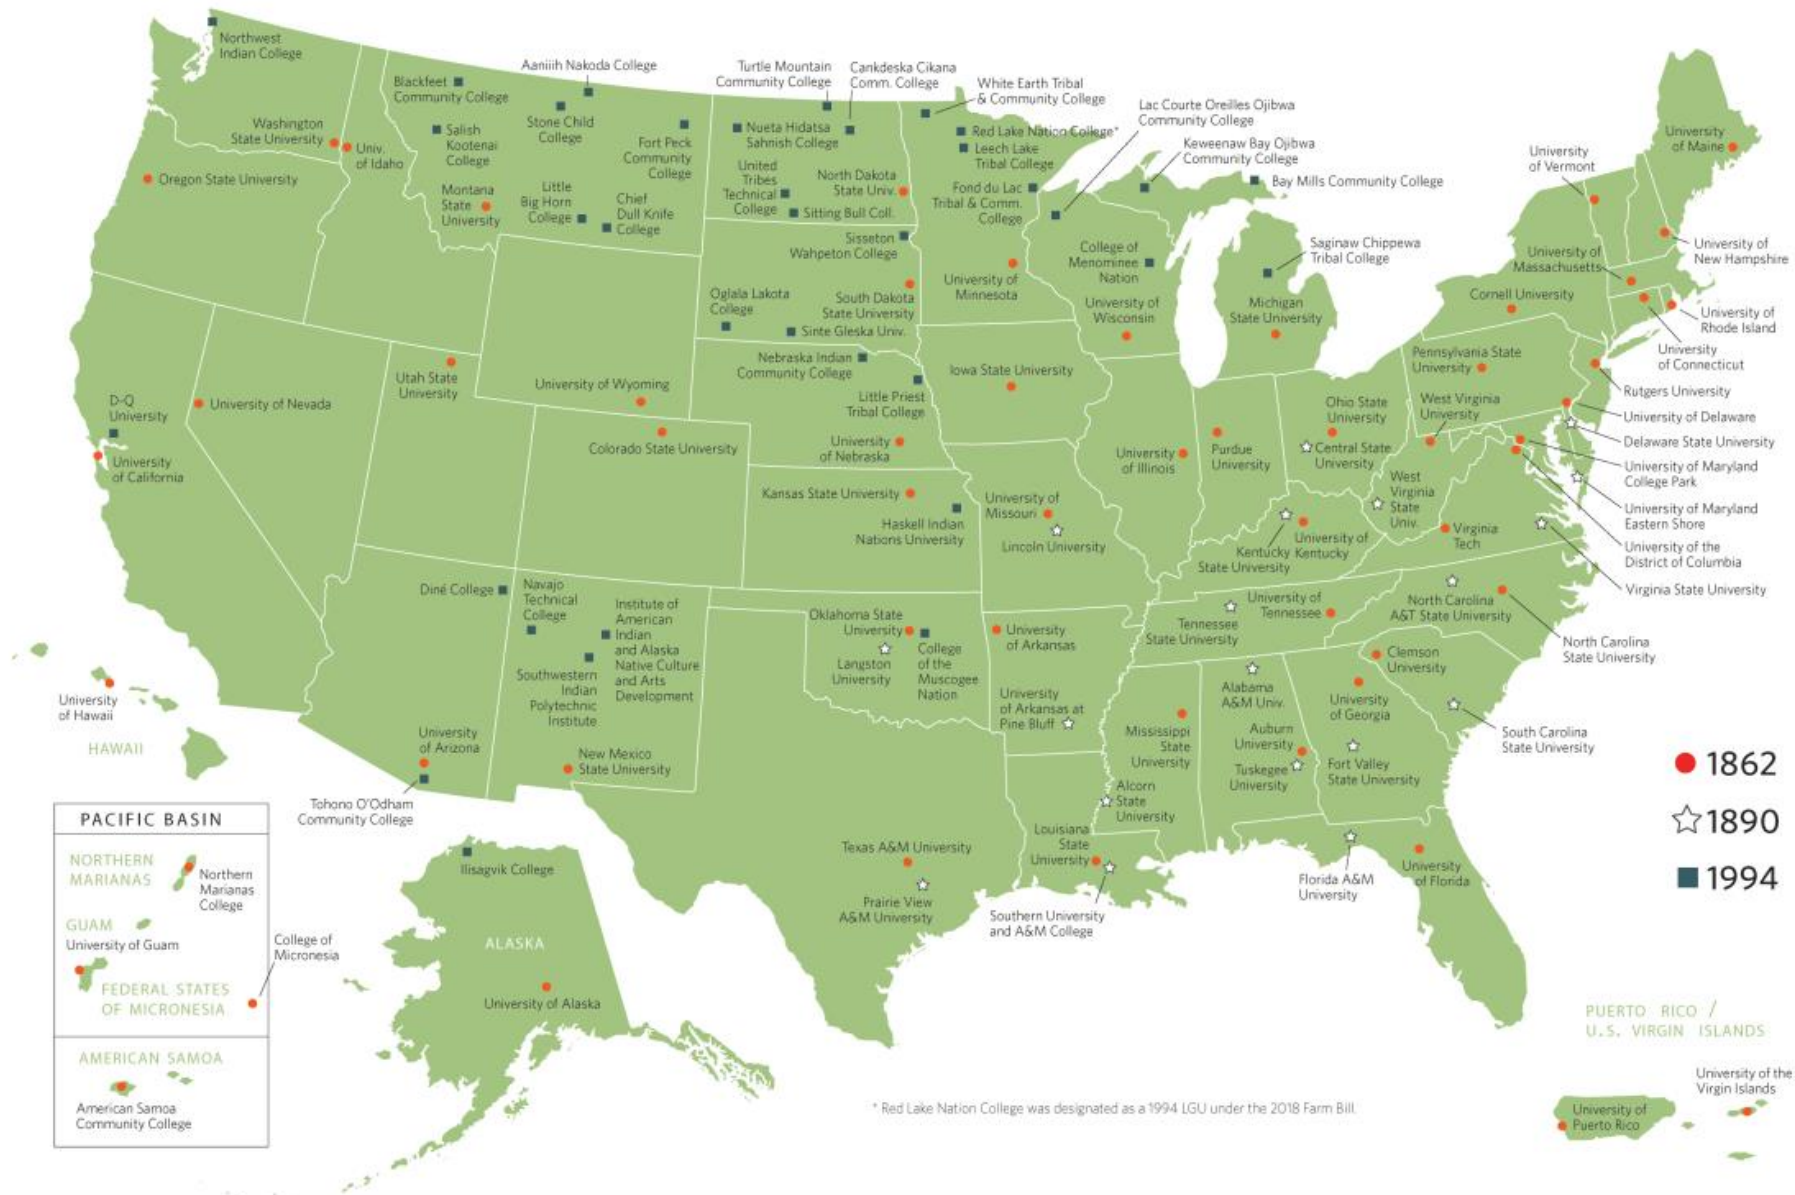 Northwest
Indian College
Washington
State University
Univ.
of Idaho
Oregon State University
Blackfeet
Community College
Salish
Kootenai
College
Montana
State
University
Aaniiih Nakoda College
Stone Child
College
Fort Peck
Community
College
Little
Big Horn
College
Chief
Dull Knife
College
Turtle Mountain
Community College
Cankdeska Cikana
Comm. College
Nueta Hidatsa
Sahnish College
United
Tribes
Technical
College
North Dakota
State Univ.
Sitting Bull Coll.
Sisseton
Wahpeton College
Oglala Lakota
College
South Dakota
State University
Sinte Gleska Univ.
White Earth Tribal
& Community College
Red Lake Nation College*
Leech Lake
Tribal College
Fond du Lac
Tribal & Comm.
College
University of
Minnesota
Lac Courte Oreilles Ojibwa
Community College
Keweenaw Bay Ojibwa
Community College
Bay Mills Community College
College of
Menominee
Nation
University of
Wisconsin
Saginaw Chippewa
Tribal College
Michigan
State University
University
of Maine
University
of Vermont
University of
New Hampshire
University of
Massachusetts
Cornell University
University of
Rhode Island
University
of Connecticut
Pennsylvania State
University
Rutgers University
University of Delaware
Delaware State University
University of Maryland
College Park
University of Maryland
Eastern Shore
University of the
District of Columbia
Virginia State University
D-Q
University
University
of California
University of Nevada
Utah State
University
University of Wyoming
Colorado State University
Nebraska Indian
Community College
Little Priest
Tribal College
University
of Nebraska
Iowa State University
Kansas State University
Haskell Indian
Nations University
University of
Missouri
Lincoln University
University
of Illinois
Purdue
University
Ohio State
University
Central State
University
West Virginia
University
West
Virginia
State
Univ.
Virginia
Tech
Kentucky
State University
University of
Kentucky
University of
Tennessee
Tennessee
State University
North Carolina
A&T State University
North Carolina
State University
Clemson
University
South Carolina
State University
Diné College
Navajo
Technical
College
Institute of
American
Indian
and Alaska
Native Culture
and Arts
Development
Southwestern
Indian
Polytechnic
Institute
University
of Arizona
New Mexico
State University
Tohono O'Odham
Community College
Oklahoma State
University
Langston
University
College
of the
Muscogee
Nation
University
of Arkansas
University
of Arkansas at
Pine Bluff
Mississippi
State
University
Alcorn
State
University
Alabama
A&M Univ.
Auburn
University
Tuskegee
University
University
of Georgia
Fort Valley
State University
Louisiana
State
University
Southern University
and A&M College
Texas A&M University
Prairie View
A&M University
Florida A&M
University
University
of Florida
University
of Hawaii
HAWAII
PACIFIC BASIN
NORTHERN
MARIANAS
Northern
Marianas
College
GUAM
University of Guam
College of
Micronesia
FEDERAL STATES
OF MICRONESIA
AMERICAN SAMOA
American Samoa
Community College
Ilisagvik College
ALASKA
University of Alaska
1862
1890
1994
PUERTO RICO /
U.S. VIRGIN ISLANDS
University of the
Virgin Islands
University of
Puerto Rico
* Red Lake Nation College was designated as a 1994 LGU under the 2018 Farm Bill.